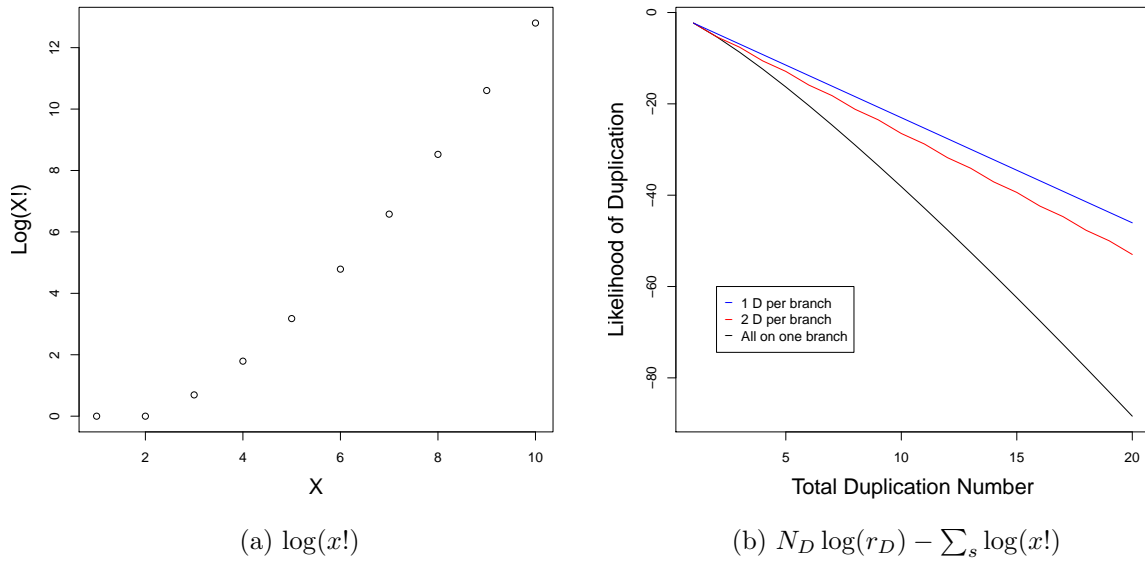 Log(X!)
12
10
8
6
4
2
0
2 4 6 8 10
X
(a) log(x!)
Likelihood of Duplication
0
−20
−40
−60
−80
1 D per branch
2 D per branch
All on one branch
5 10 15 20
Total Duplication Number
(b) N_D log(r_D) − ∑_s log(x!)